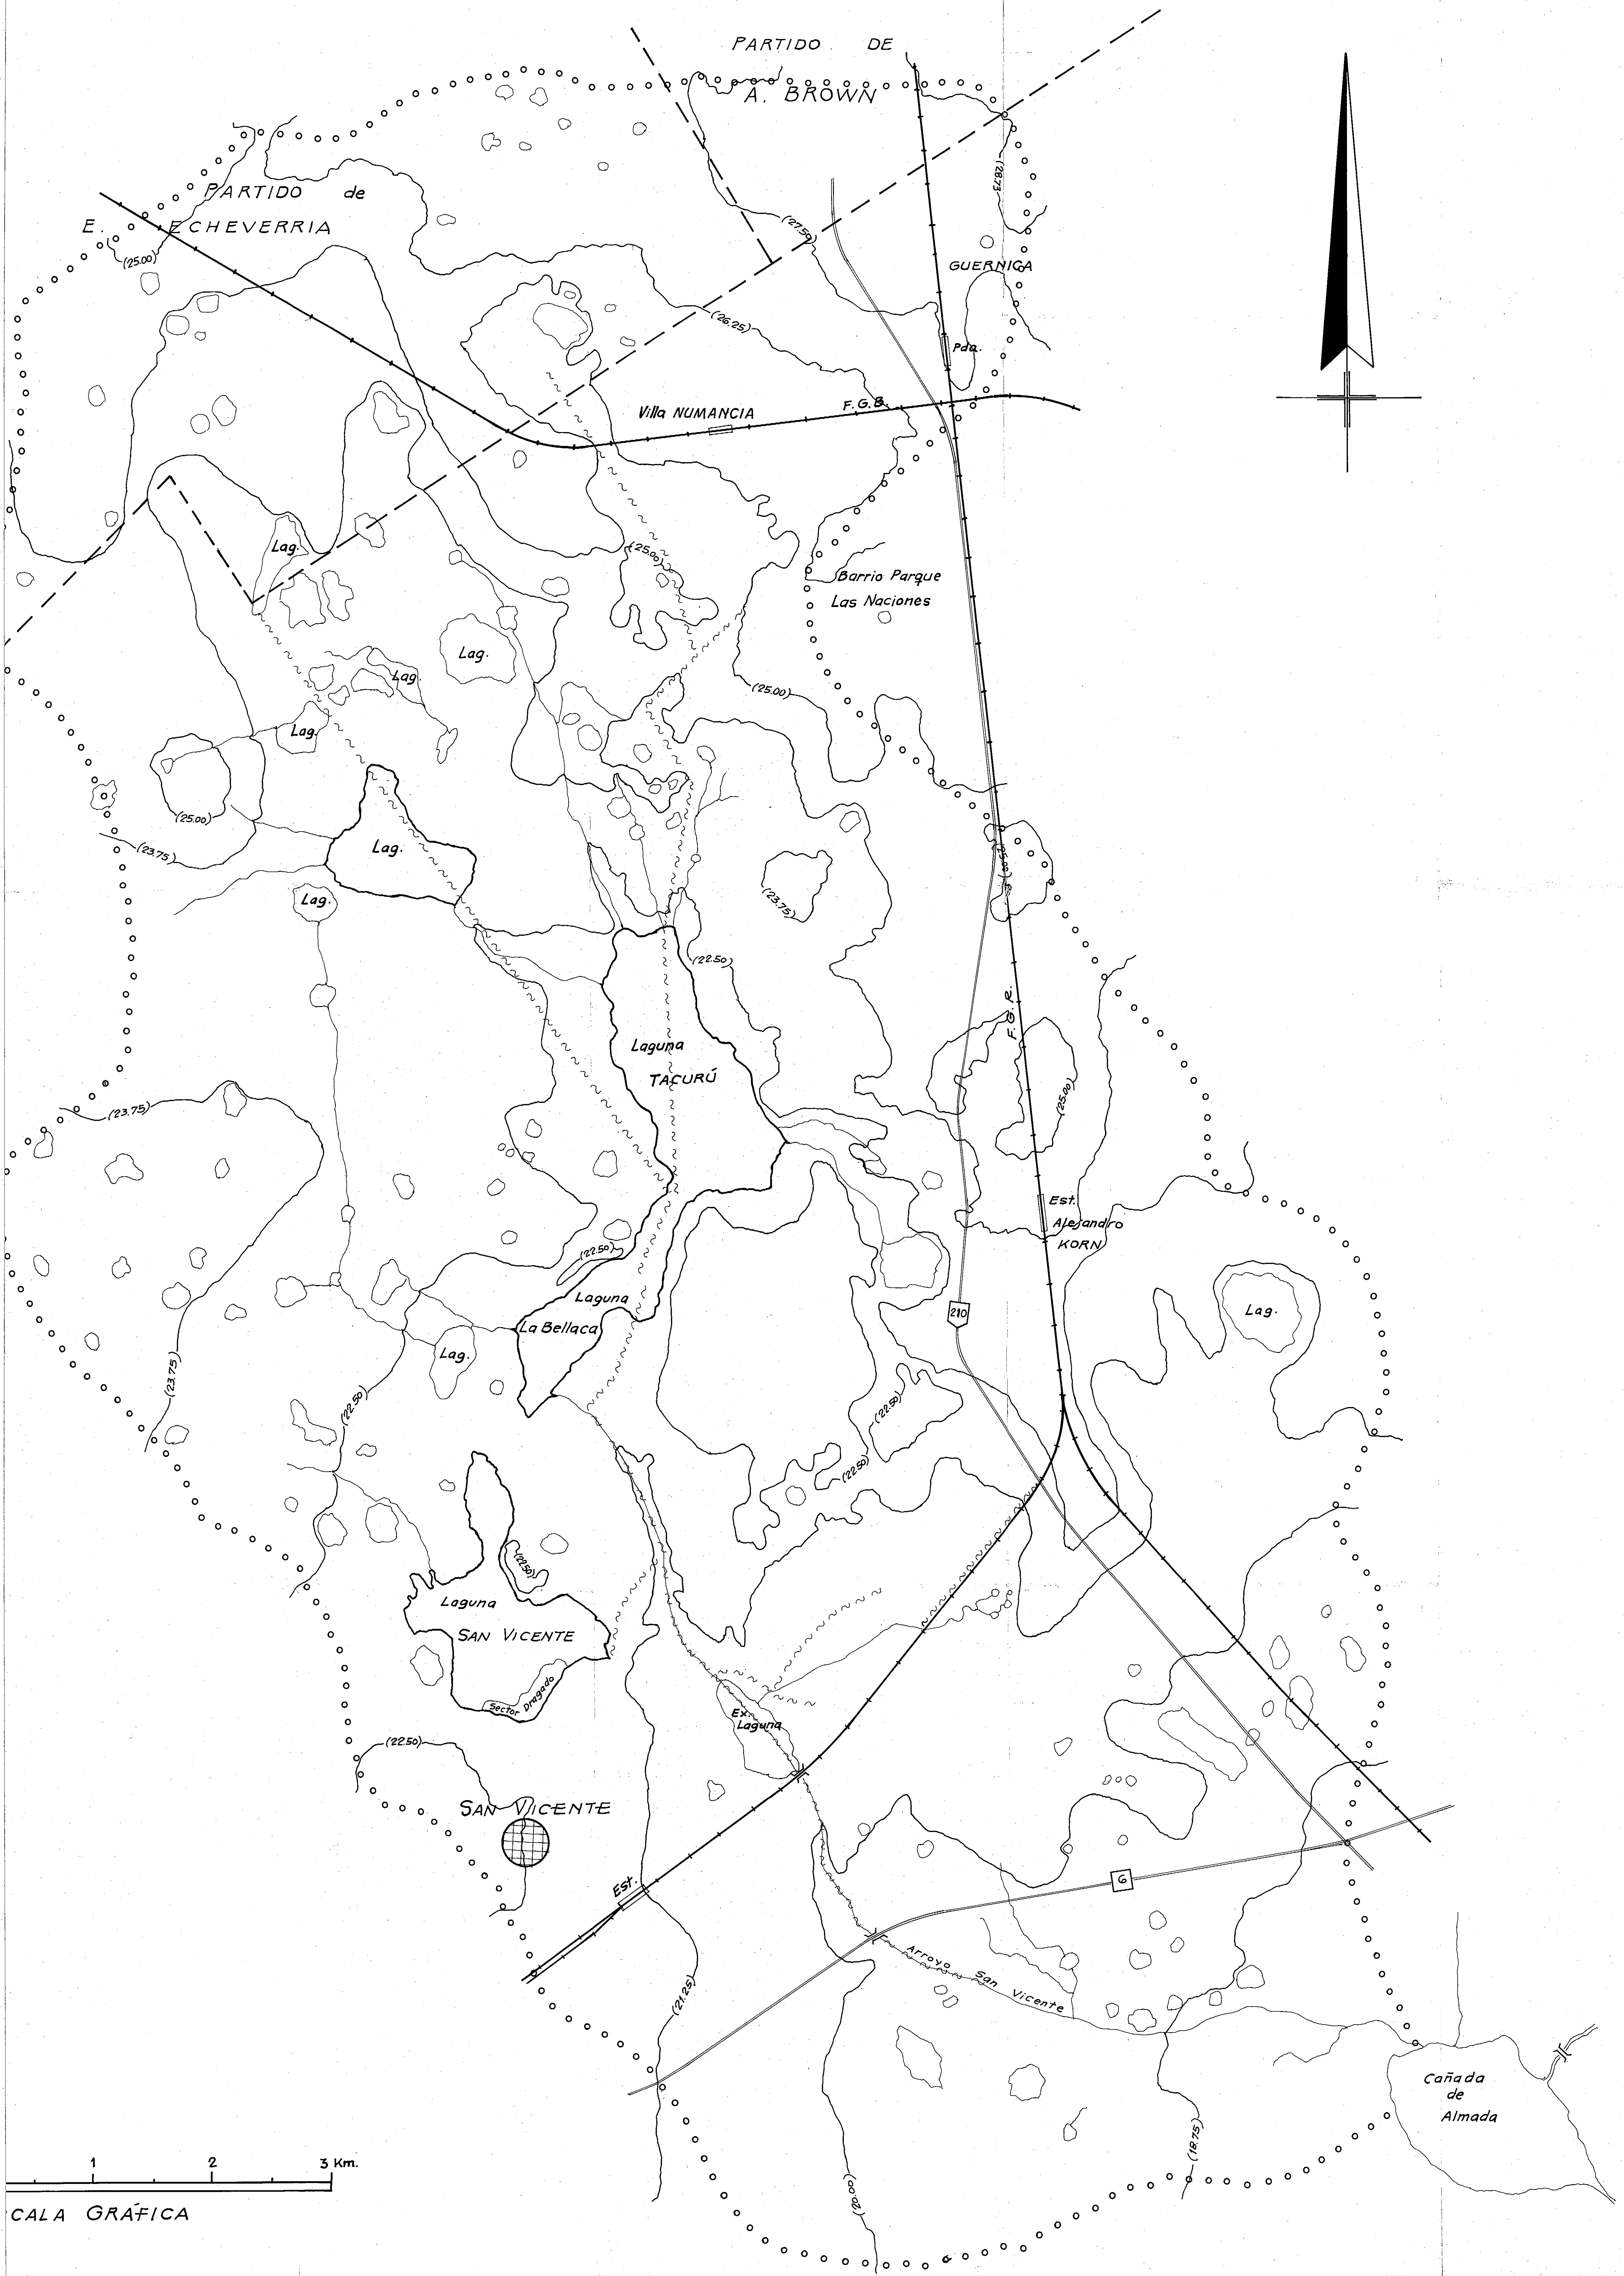 PARTIDO DE
A. BROWN
PARTIDO de
E. ECHEVERRIA
(28.75)
(27.50)
(25.00)
GUERNICA
(26.25)
Pda.
Villa NUMANCIA
F.G.B.
Lag.
(25.00)
Barrio Parque
Las Naciones
Lag.
Lag.
(25.00)
Lag.
(25.00)
Lag.
(23.75)
Lag.
(23.75)
(22.50)
Laguna
TACURÚ
(25.00)
(23.75)
Est.
Alejandro
KORN
(22.50)
Laguna
La Bellaca
210
Lag.
Lag.
(23.75)
(22.50)
(22.50)
(22.50)
(22.50)
Laguna
SAN VICENTE
Sector Dragado
Ex.
Laguna
(22.50)
SAN VICENTE
Est.
6
Arroyo San Vicente
(21.25)
Cañada
de
Almada
(18.75)
1 2 3 Km.
CALA GRÁFICA